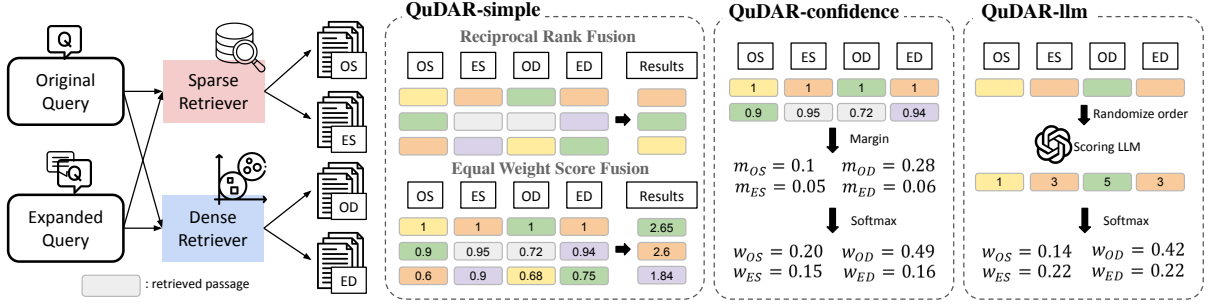 Q
Original
Query
Q
Expanded
Query
: retrieved passage
Sparse
Retriever
Dense
Retriever
OS
ES
OD
ED
QuDAR-simple
Reciprocal Rank Fusion
OS ES OD ED Results
Equal Weight Score Fusion
OS ES OD ED Results
1 1 1 1 2.65
0.9 0.95 0.72 0.94 2.6
0.6 0.9 0.68 0.75 1.84
QuDAR-confidence
OS ES OD ED
1 1 1 1
0.9 0.95 0.72 0.94
Margin
m_OS = 0.1 m_OD = 0.28
m_ES = 0.05 m_ED = 0.06
Softmax
w_OS = 0.20 w_OD = 0.49
w_ES = 0.15 w_ED = 0.16
QuDAR-llm
OS ES OD ED
Randomize order
Scoring LLM
1 3 5 3
Softmax
w_OS = 0.14 w_OD = 0.42
w_ES = 0.22 w_ED = 0.22